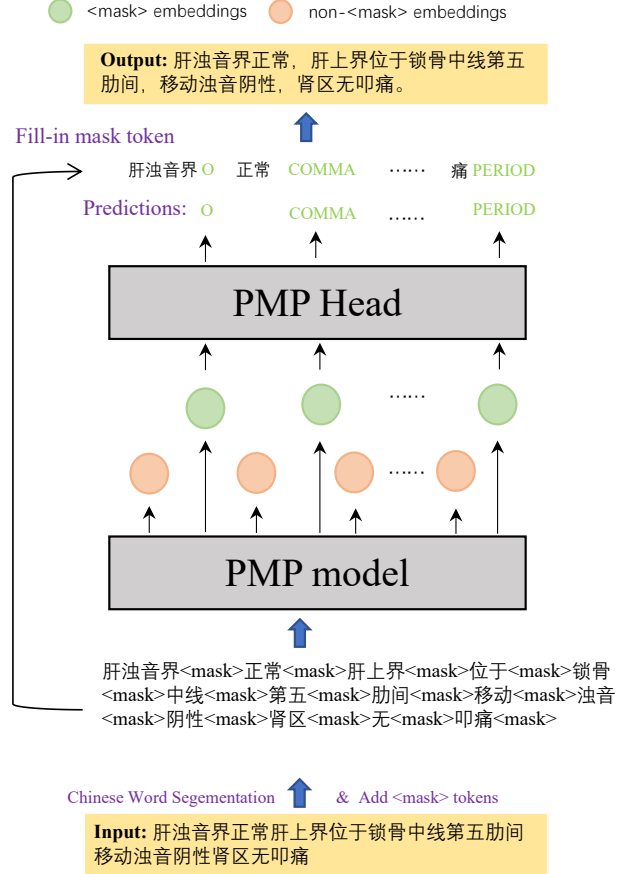 <mask> embeddings non-<mask> embeddings
Output: 肝浊音界正常，肝上界位于锁骨中线第五
肋间，移动浊音阴性，肾区无叩痛。
Fill-in mask token
肝浊音界 O 正常 COMMA …… 痛 PERIOD
Predictions: O COMMA …… PERIOD
PMP Head
……
……
PMP model
肝浊音界<mask>正常<mask>肝上界<mask>位于<mask>锁骨
<mask>中线<mask>第五<mask>肋间<mask>移动<mask>浊音
<mask>阴性<mask>肾区<mask>无<mask>叩痛<mask>
Chinese Word Segementation & Add <mask> tokens
Input: 肝浊音界正常肝上界位于锁骨中线第五肋间
移动浊音阴性肾区无叩痛